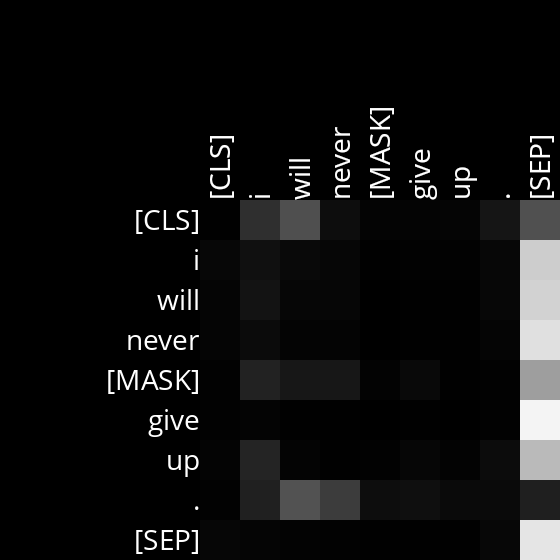 [CLS] i will never [MASK] give up . [SEP]
[CLS]
i
will
never
[MASK]
give
up
.
[SEP]